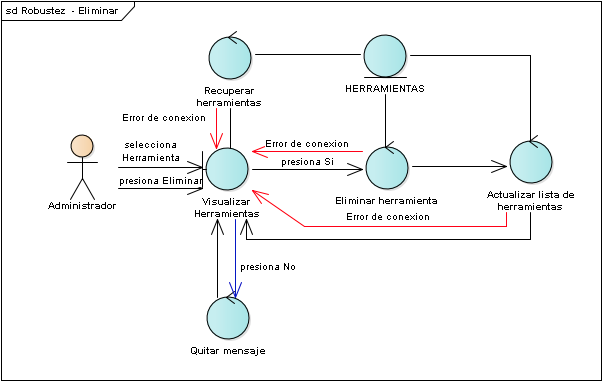 sd Robustez - Eliminar
Recuperar
herramientas
HERRAMIENTAS
Error de conexion
selecciona
Herramienta
Error de conexion
presiona Si
presiona Eliminar
Administrador
Visualizar
Herramientas
Eliminar herramienta
Actualizar lista de
herramientas
Error de conexion
presiona No
Quitar mensaje